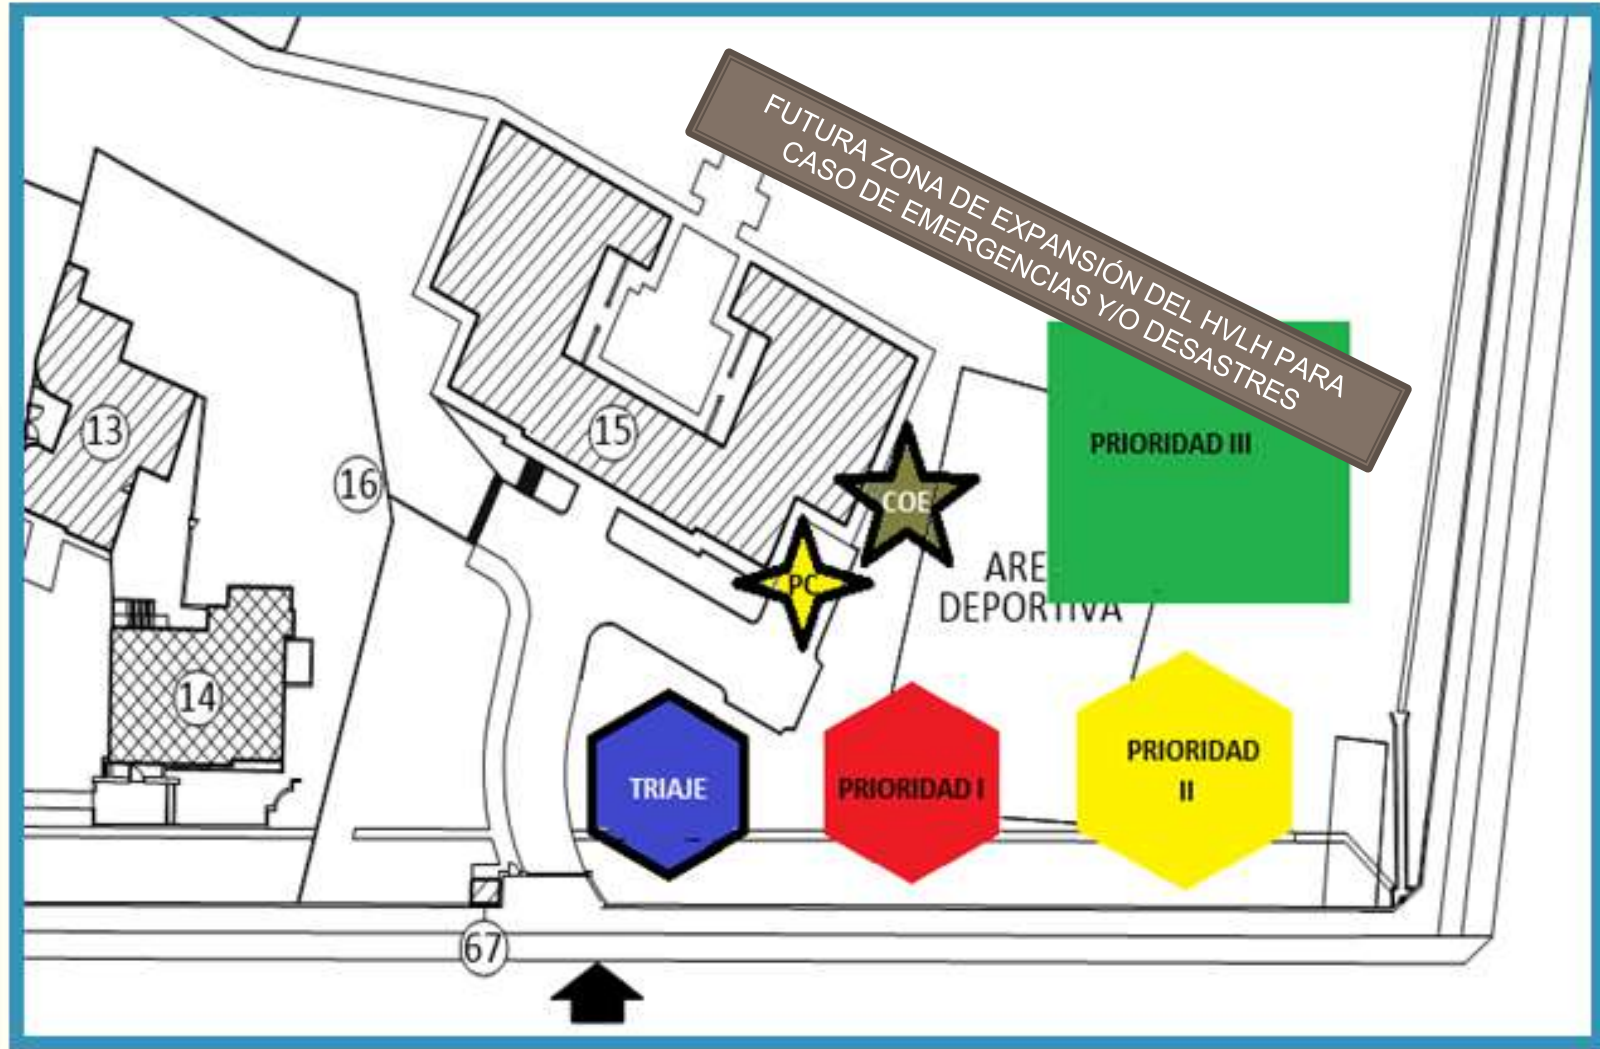 FUTURA ZONA DE EXPANSIÓN DEL HVLH PARA
CASO DE EMERGENCIAS Y/O DESASTRES
13
16
15
14
67
COE
PC
PRIORIDAD III
ARE
DEPORTIVA
TRIAJE
PRIORIDAD I
PRIORIDAD
II